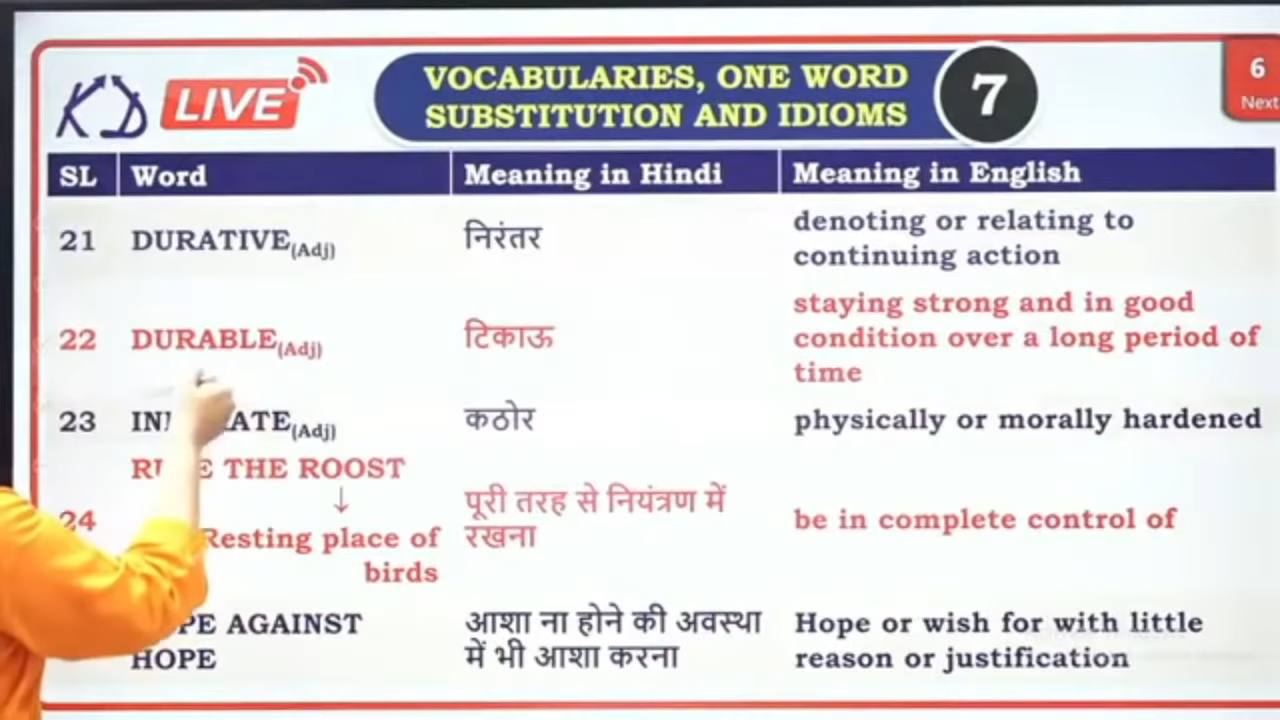 KD LIVE
VOCABULARIES, ONE WORD
SUBSTITUTION AND IDIOMS
7
6
Next
SL Word Meaning in Hindi Meaning in English
21 DURATIVE(Adj) निरंतर denoting or relating to
continuing action
22 DURABLE(Adj) टिकाऊ staying strong and in good
condition over a long period of
time
23 कठोर physically or morally hardened
THE ROOST
↓
24 पूरी तरह से नियंत्रण में
रखना be in complete control of
Resting place of
birds
AGAINST
HOPE आशा ना होने की अवस्था
में भी आशा करना Hope or wish for with little
reason or justification